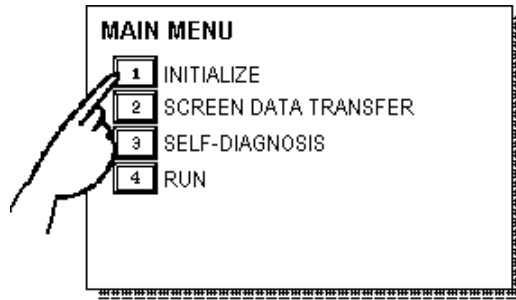 MAIN MENU
1 INITIALIZE
2 SCREEN DATA TRANSFER
3 SELF-DIAGNOSIS
4 RUN